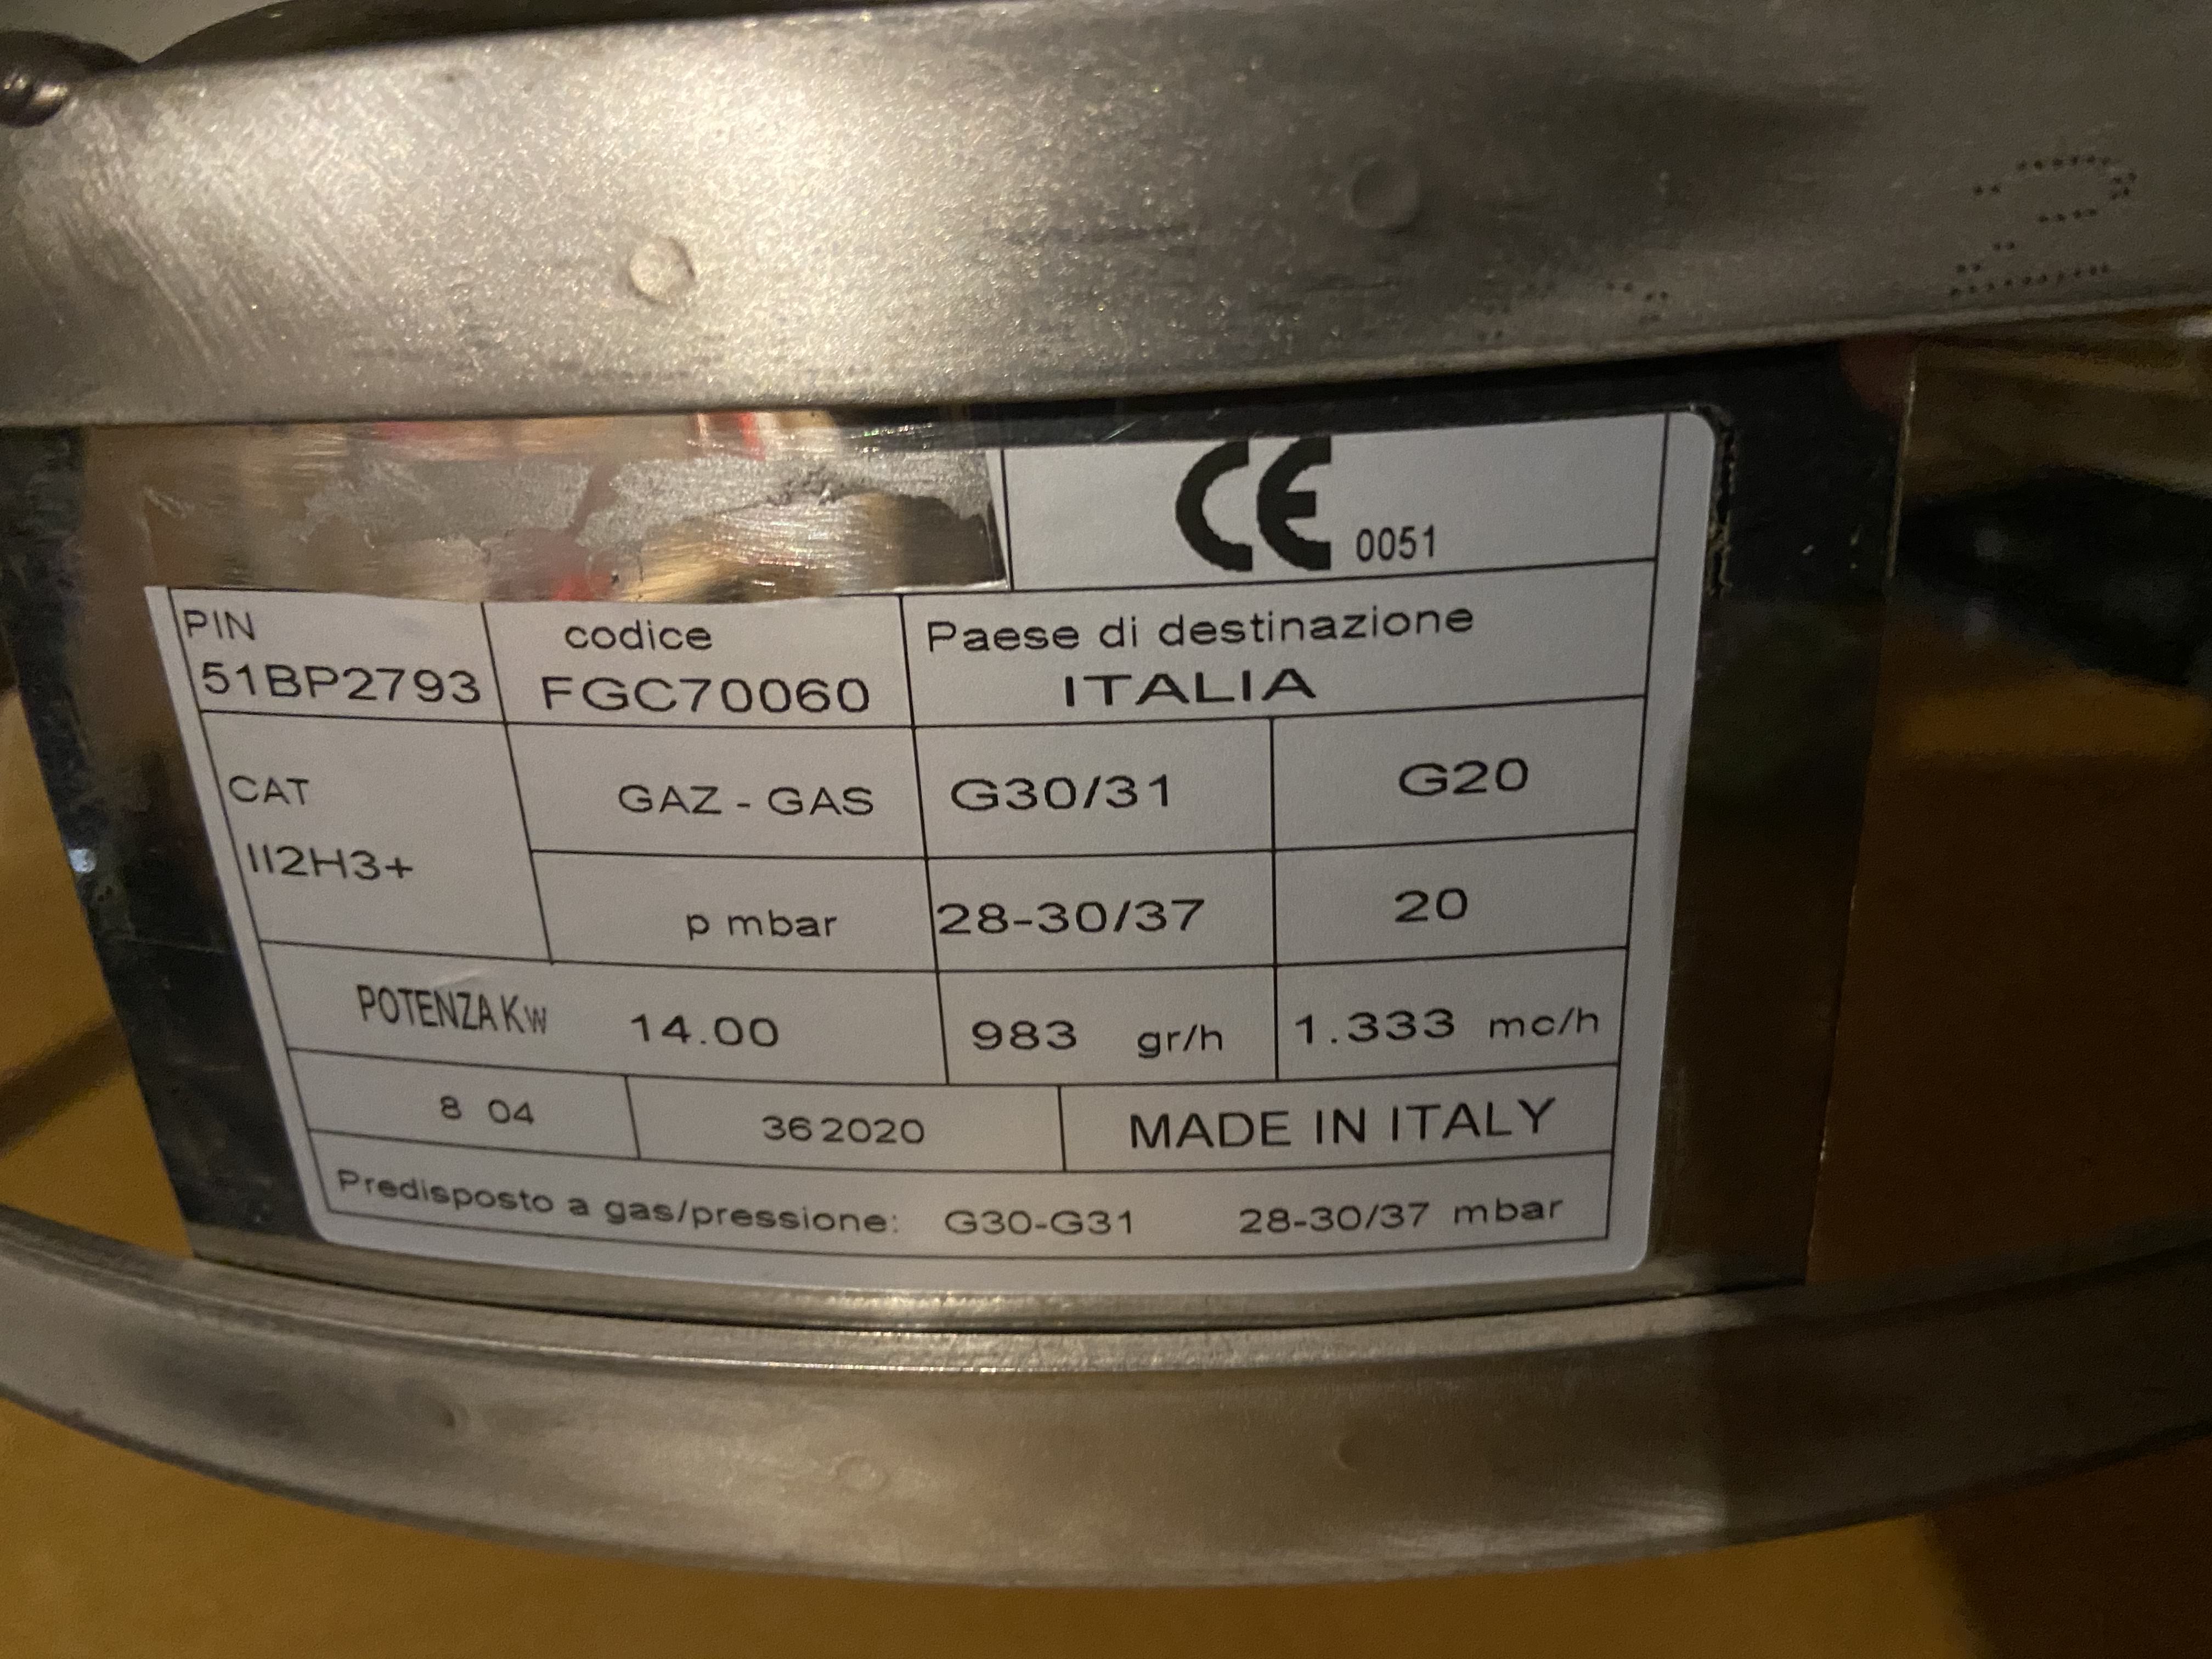 CE 0051
PIN codice Paese di destinazione
51BP2793 FGC70060 ITALIA
CAT GAZ - GAS G30/31 G20
II2H3+ p mbar 28-30/37 20
POTENZA Kw 14.00 983 gr/h 1.333 mc/h
8 04 362020 MADE IN ITALY
Predisposto a gas/pressione: G30-G31 28-30/37 mbar